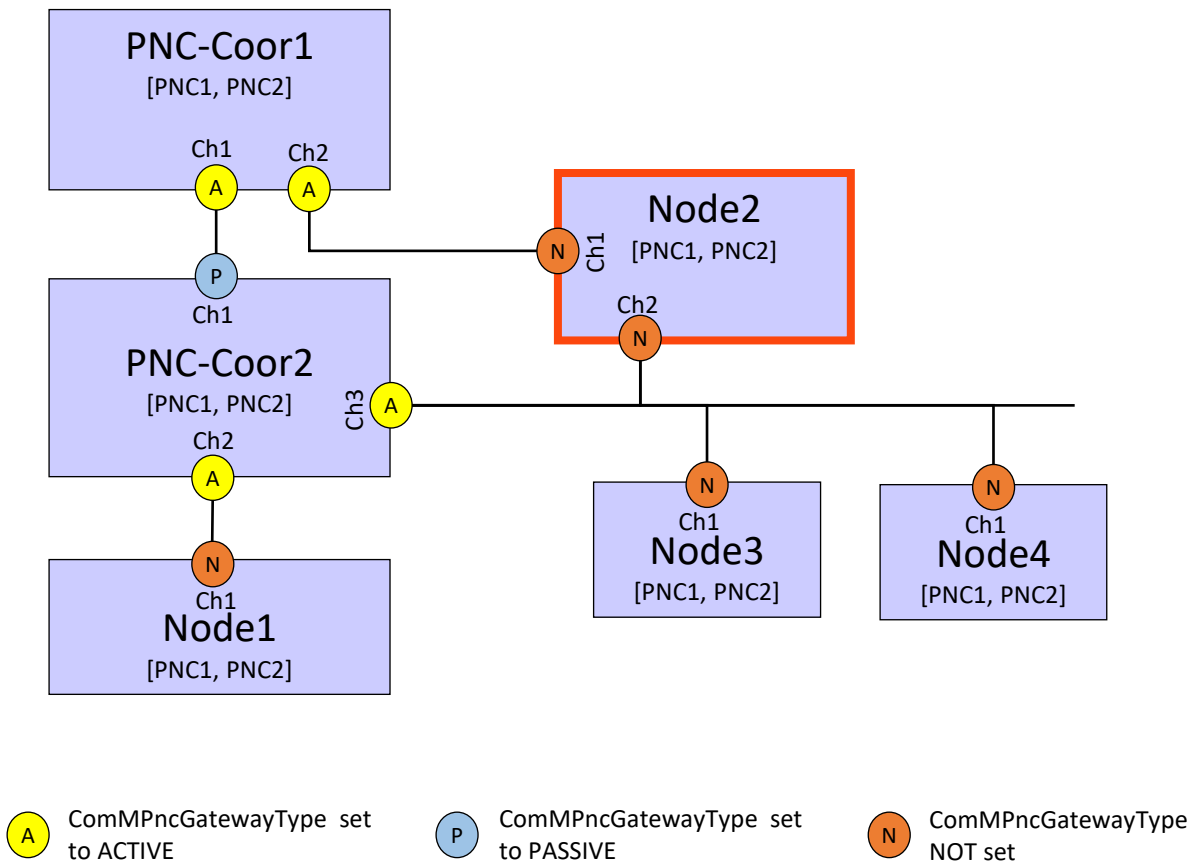 PNC-Coor1
[PNC1, PNC2]
Ch1
Ch2
A
A
Node2
[PNC1, PNC2]
N
Ch1
Ch2
N
P
Ch1
PNC-Coor2
[PNC1, PNC2]
Ch3
A
Ch2
A
N
Ch1
Node1
[PNC1, PNC2]
N
Ch1
Node3
[PNC1, PNC2]
N
Ch1
Node4
[PNC1, PNC2]
A
ComMPncGatewayType set
to ACTIVE
P
ComMPncGatewayType set
to PASSIVE
N
ComMPncGatewayType
NOT set